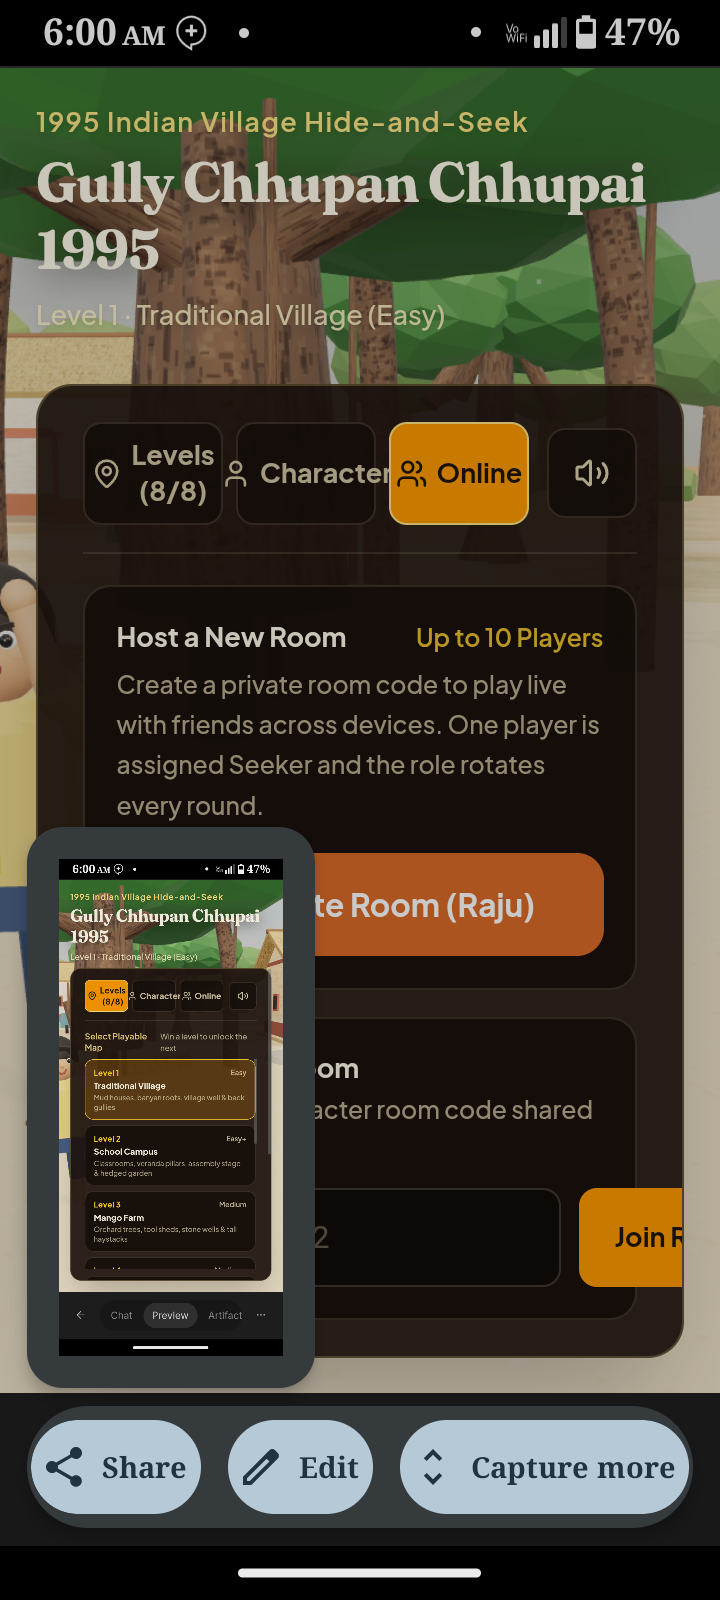 6:00 AM
Vo WiFi
47%
1995 Indian Village Hide-and-Seek
Gully Chhupan Chhupai
1995
Level 1 · Traditional Village (Easy)
Levels
(8/8)
Character
Online
Host a New Room
Up to 10 Players
Create a private room code to play live
with friends across devices. One player is
assigned Seeker and the role rotates
every round.
te Room (Raju)
oom
acter room code shared
2
Join R
6:00 AM
47%
1995 Indian Village Hide-and-Seek
Gully Chhupan Chhupai
1995
Level 1 · Traditional Village (Easy)
Levels
(8/8)
Character
Online
Select Playable
Map
Win a level to unlock the
next
Level 1
Easy
Traditional Village
Mud houses, banyan roots, village well & back
gullies
Level 2
Easy+
School Campus
Classrooms, veranda pillars, assembly stage
& hedged garden
Level 3
Medium
Mango Farm
Orchard trees, tool sheds, stone wells & tall
haystacks
Chat
Preview
Artifact
Share
Edit
Capture more